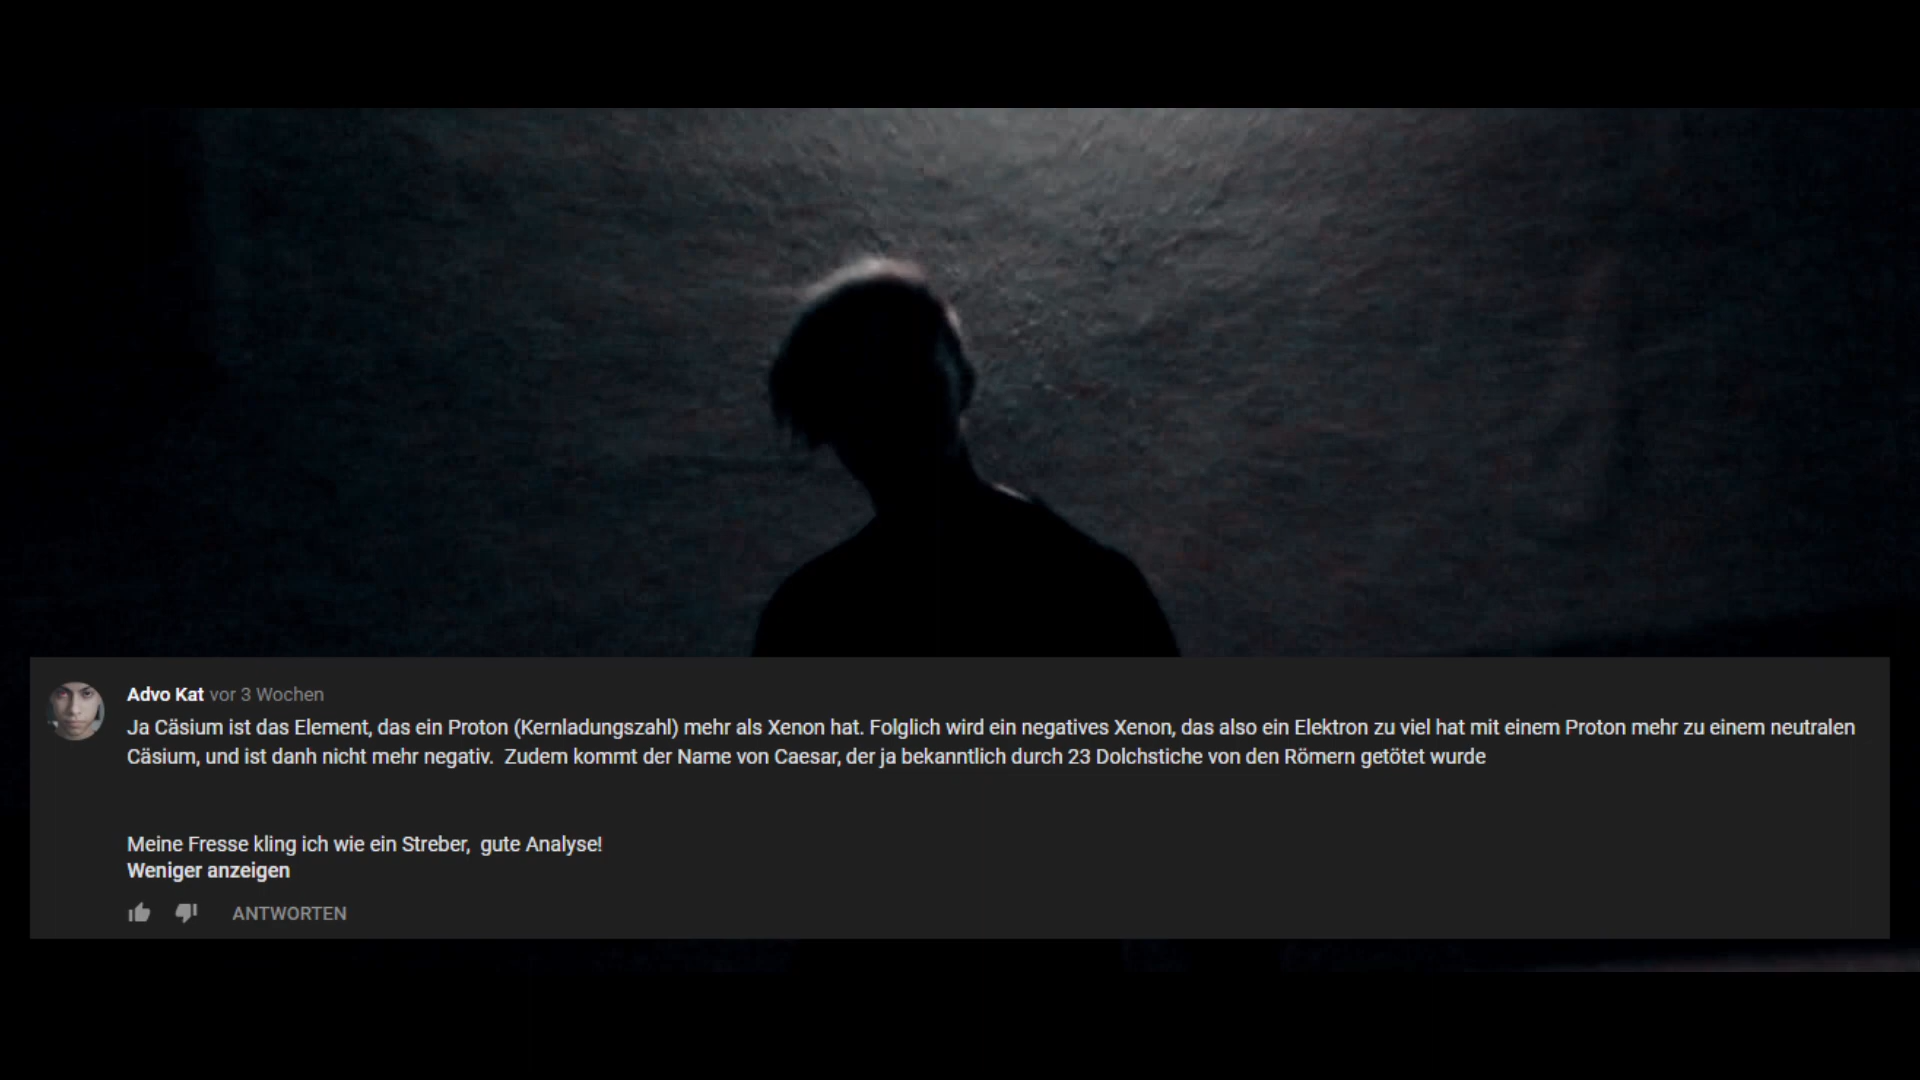 Advo Kat vor 3 Wochen
Ja Cäsium ist das Element, das ein Proton (Kernladungszahl) mehr als Xenon hat. Folglich wird ein negatives Xenon, das also ein Elektron zu viel hat mit einem Proton mehr zu einem neutralen
Cäsium, und ist danh nicht mehr negativ.  Zudem kommt der Name von Caesar, der ja bekanntlich durch 23 Dolchstiche von den Römern getötet wurde
Meine Fresse kling ich wie ein Streber,  gute Analyse!
Weniger anzeigen
ANTWORTEN